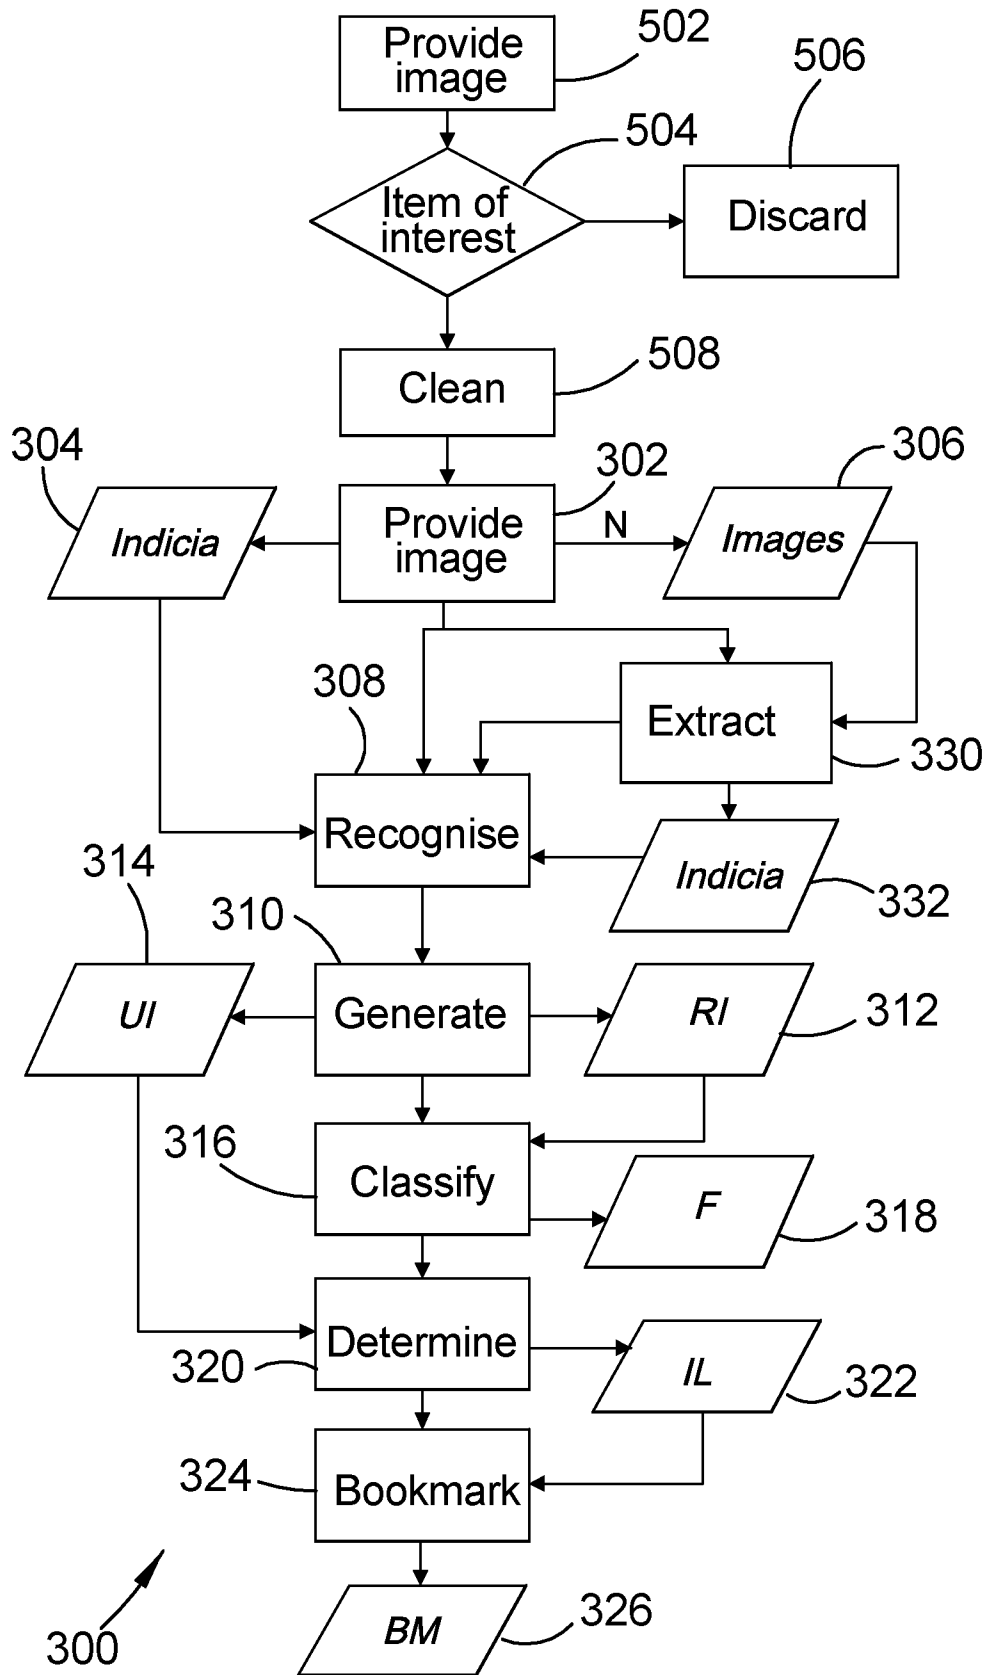 Provide
image
502
506
504
Item of
interest
Discard
508
Clean
304
302
306
Indicia
Provide
image
N
Images
308
Extract
330
Recognise
314
Indicia
332
310
UI
Generate
RI
312
316
Classify
F
318
Determine
320
IL
322
324
Bookmark
300
BM
326